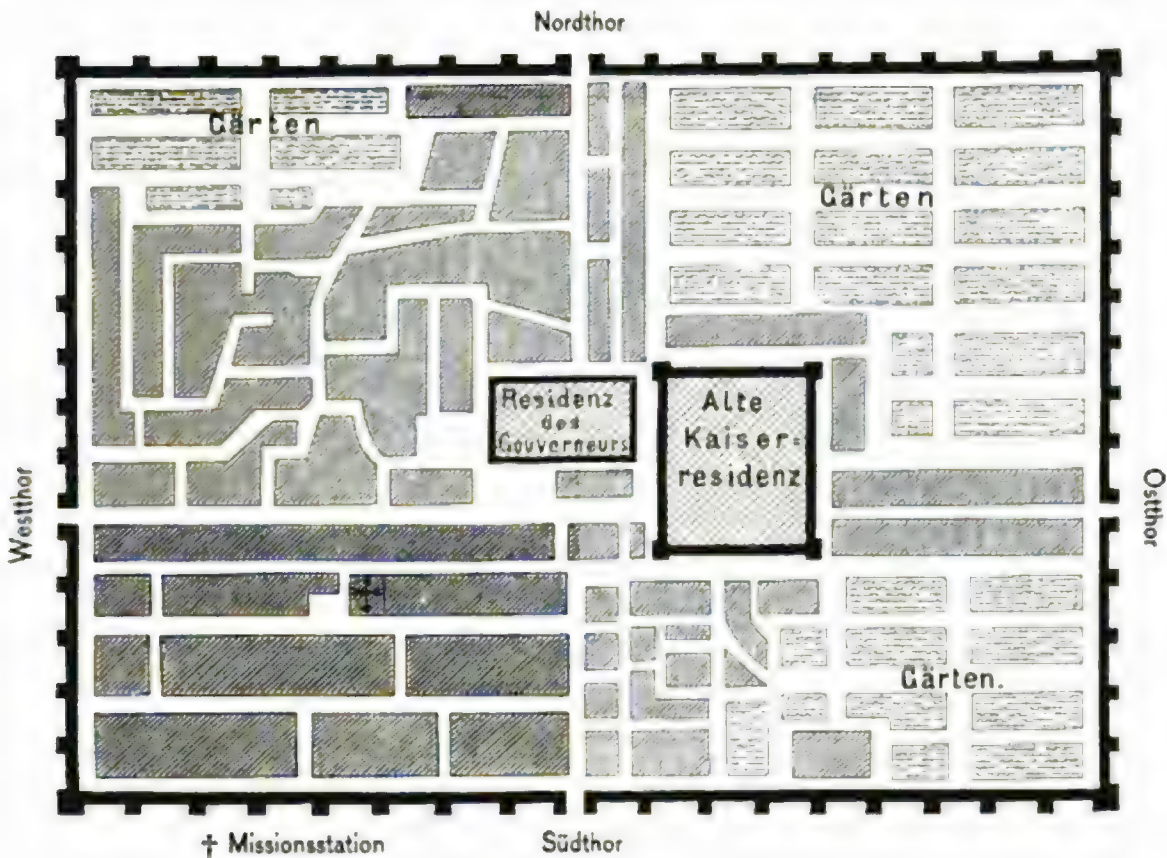 Nordthor
Gärten
Gärten
Residenz
des
Gouverneurs
Alte
Kaiser=
residenz
Westthor
Ostthor
Gärten.
† Missionsstation
Südthor